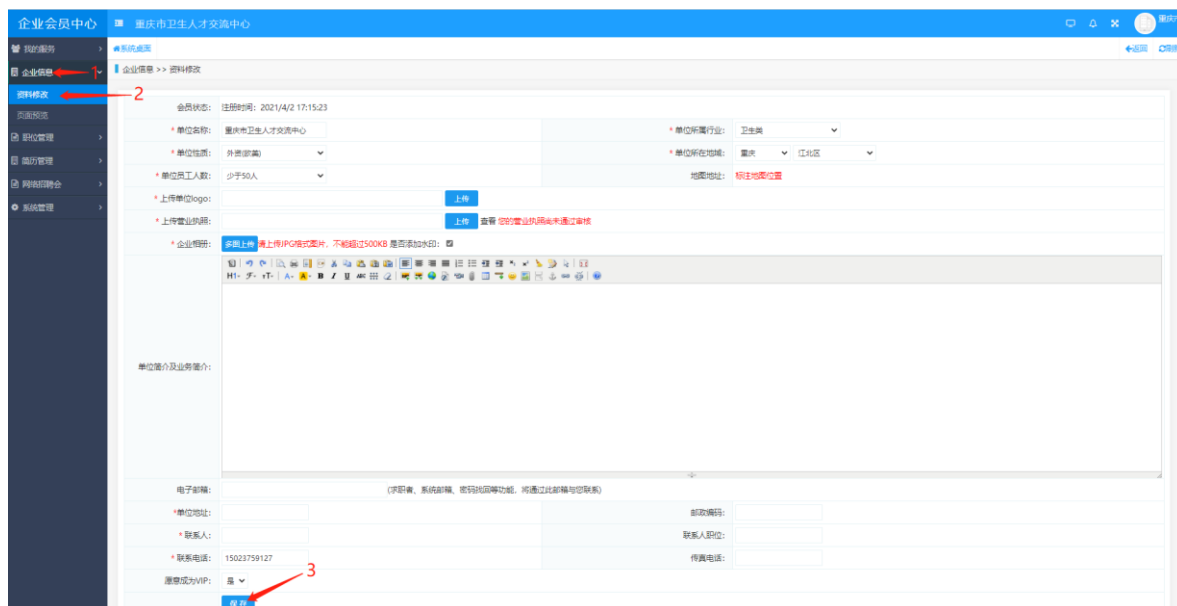 企业会员中心 重庆市卫生人才交流中心 重庆
我的服务 系统桌面 返回
企业信息 1 企业信息 >> 资料修改
资料修改 2
页面预览
职位管理
简历管理
网络招聘会
系统管理
会员状态: 注册时间: 2021/4/2 17:15:23
* 单位名称: 重庆市卫生人才交流中心 * 单位所属行业: 卫生类
* 单位性质: 外资(欧美) * 单位所在地域: 重庆 江北区
* 单位员工人数: 少于50人 地图地址: 标注地图位置
* 上传单位logo: 上传
* 上传营业执照: 上传 查看 您的营业执照尚未通过审核
* 企业相册: 多图上传 请上传JPG格式图片，不能超过500KB 是否添加水印:
单位简介及业务简介:
电子邮箱: (求职者、系统邮箱、密码找回等功能，将通过此邮箱与您联系)
*单位地址: 邮政编码:
* 联系人: 联系人职位:
* 联系电话: 15023759127 传真电话:
愿意成为VIP: 是 3
保存